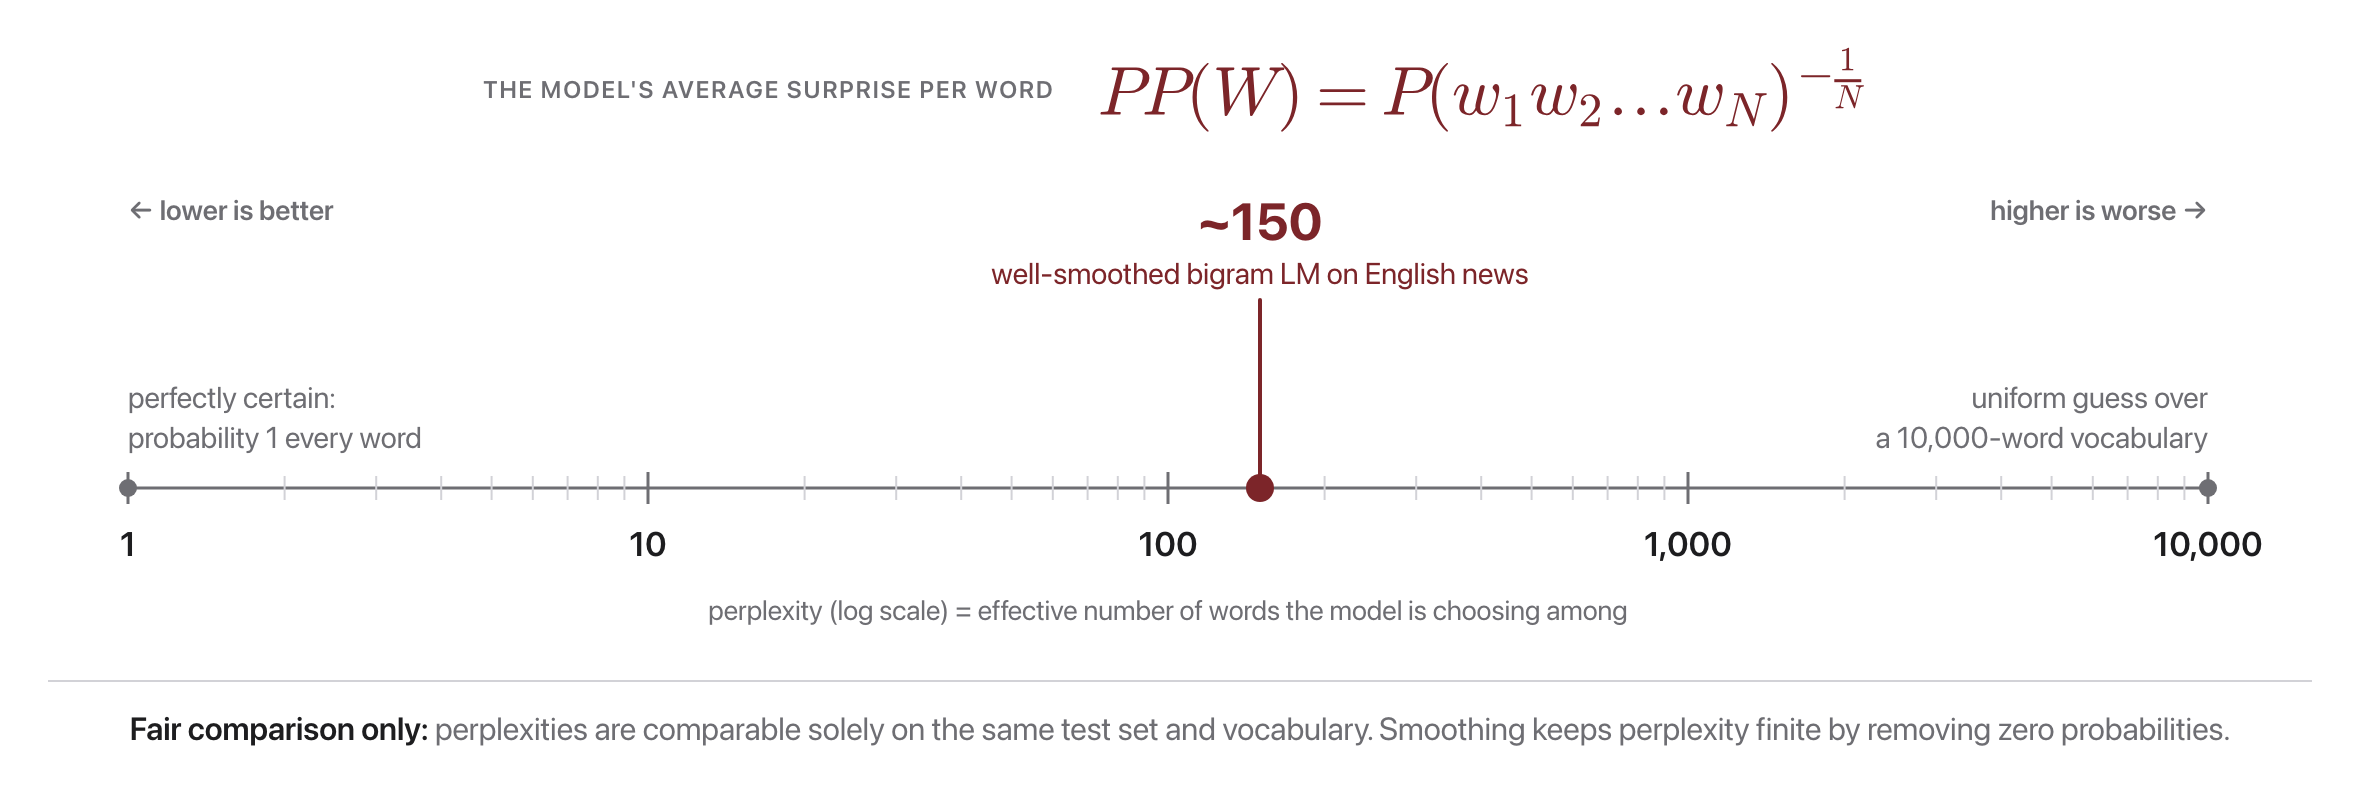 THE MODEL'S AVERAGE SURPRISE PER WORD PP(W) = P(w₁w₂...w_N)^{-1/N}
← lower is better
~150
higher is worse →
well-smoothed bigram LM on English news
perfectly certain:
probability 1 every word
uniform guess over
a 10,000-word vocabulary
1 10 100 1,000 10,000
perplexity (log scale) = effective number of words the model is choosing among
Fair comparison only: perplexities are comparable solely on the same test set and vocabulary. Smoothing keeps perplexity finite by removing zero probabilities.